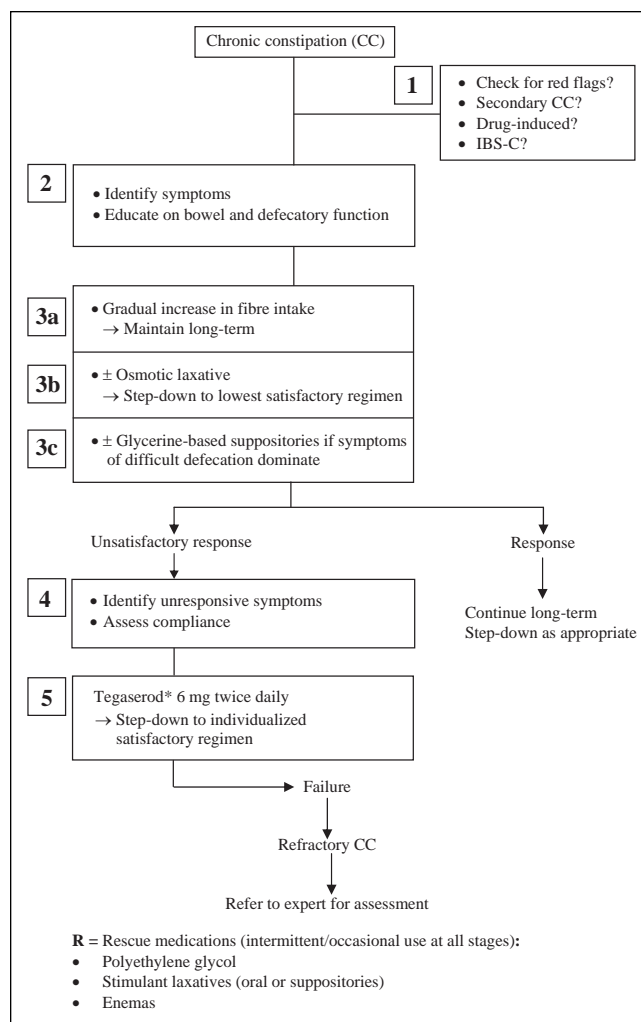 Chronic constipation (CC)
1
• Check for red flags?
• Secondary CC?
• Drug-induced?
• IBS-C?
2
• Identify symptoms
• Educate on bowel and defecatory function
3a
• Gradual increase in fibre intake
→ Maintain long-term
3b
• ± Osmotic laxative
→ Step-down to lowest satisfactory regimen
3c
• ± Glycerine-based suppositories if symptoms
of difficult defecation dominate
Unsatisfactory response
Response
4
• Identify unresponsive symptoms
• Assess compliance
Continue long-term
Step-down as appropriate
5
Tegaserod* 6 mg twice daily
→ Step-down to individualized
satisfactory regimen
Failure
Refractory CC
Refer to expert for assessment
R = Rescue medications (intermittent/occasional use at all stages):
• Polyethylene glycol
• Stimulant laxatives (oral or suppositories)
• Enemas